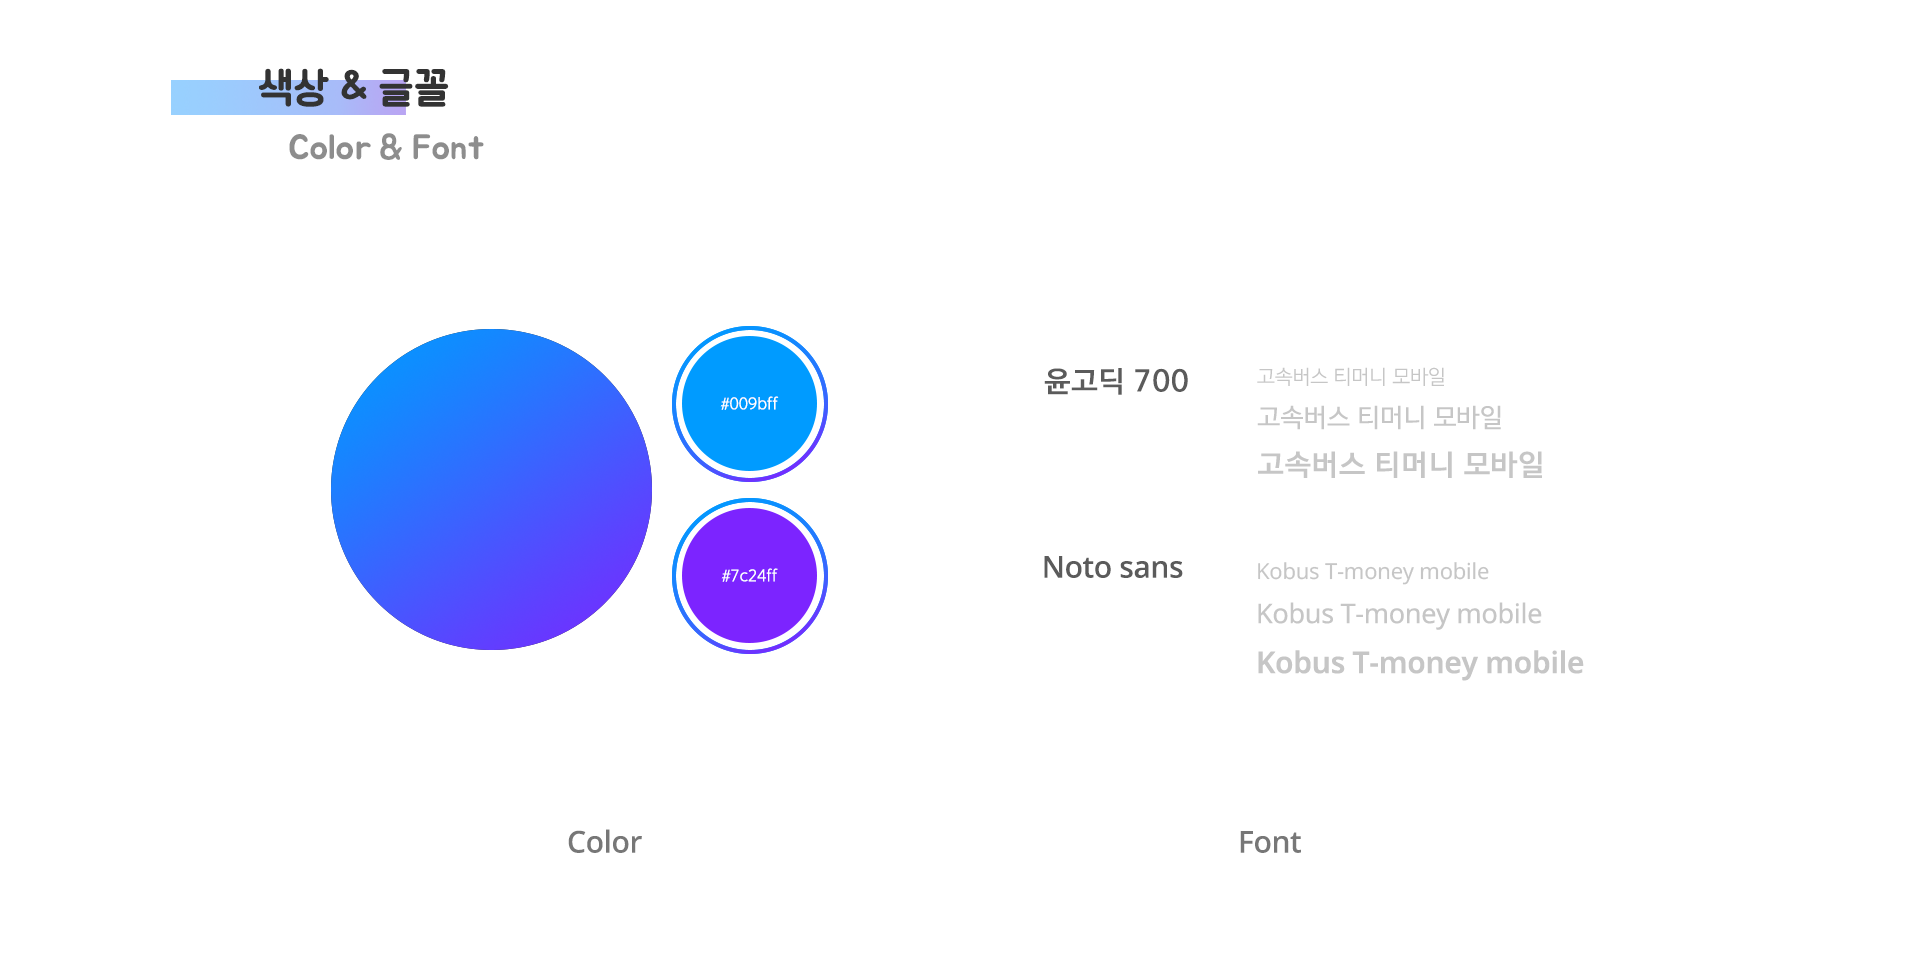 색상 & 글꼴
Color & Font
#009bff
#7c24ff
윤고딕 700
고속버스 티머니 모바일
고속버스 티머니 모바일
고속버스 티머니 모바일
Noto sans
Kobus T-money mobile
Kobus T-money mobile
Kobus T-money mobile
Color
Font